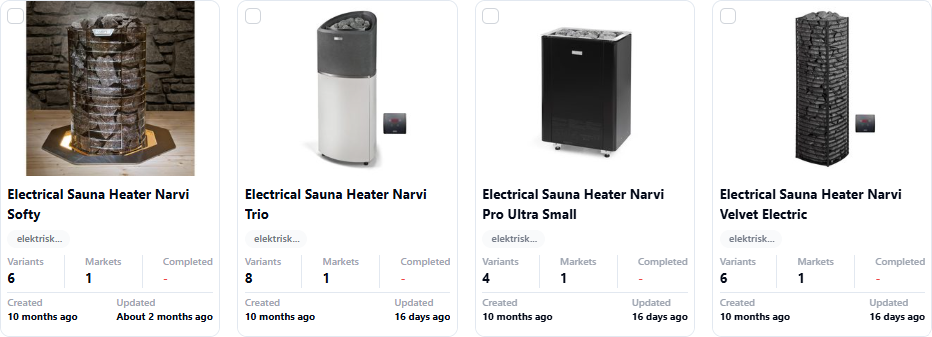 Electrical Sauna Heater Narvi
Softy
elektrisk...
Variants Markets Completed
6 1 -
Created Updated
10 months ago About 2 months ago
Electrical Sauna Heater Narvi
Trio
elektrisk...
Variants Markets Completed
8 1 -
Created Updated
10 months ago 16 days ago
Electrical Sauna Heater Narvi
Pro Ultra Small
elektrisk...
Variants Markets Completed
4 1 -
Created Updated
10 months ago 16 days ago
Electrical Sauna Heater Narvi
Velvet Electric
elektrisk...
Variants Markets Completed
6 1 -
Created Updated
10 months ago 16 days ago